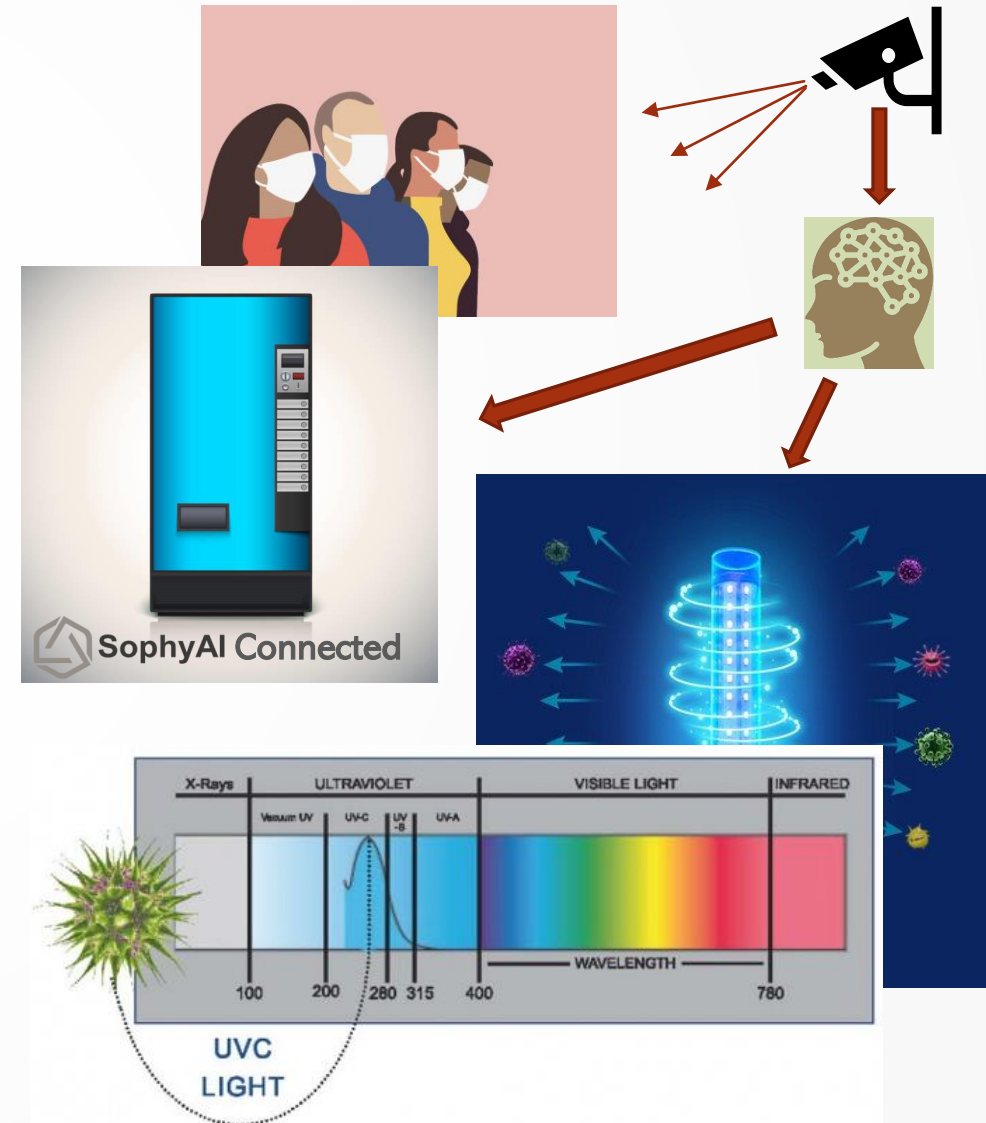 SophyAI Connected
X-Rays ULTRAVIOLET VISIBLE LIGHT INFRARED
Vacuum UV UV-C UV-B UV-A
WAVELENGTH
100 200 280 315 400 780
UVC
LIGHT